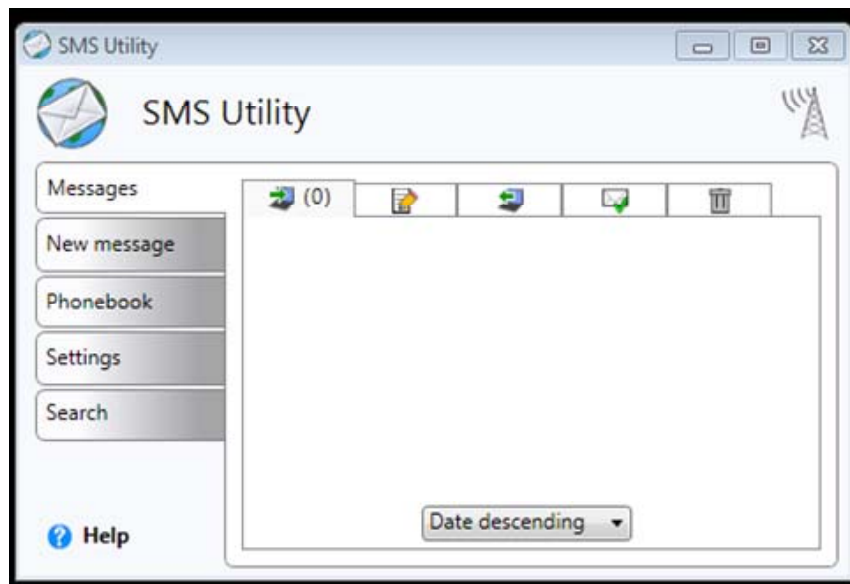 SMS Utility
SMS Utility
Messages
(0)
New message
Phonebook
Settings
Search
Date descending
Help